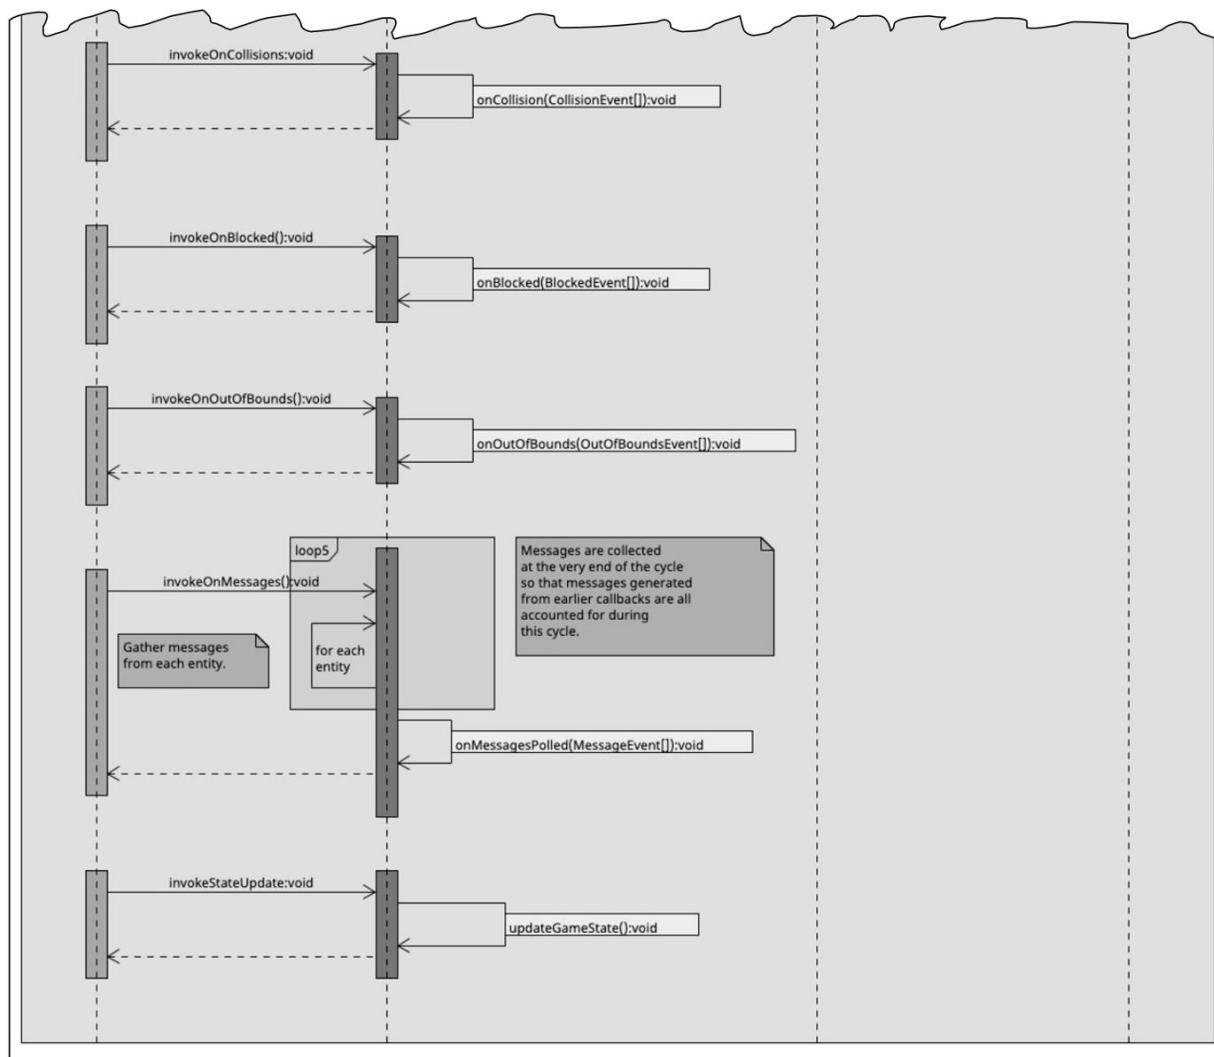 invokeOnCollisions:void
onCollision(CollisionEvent[]):void
invokeOnBlocked():void
onBlocked(BlockedEvent[]):void
invokeOnOutOfBounds():void
onOutOfBounds(OutOfBoundsEvent[]):void
loop5
Messages are collected
at the very end of the cycle
so that messages generated
from earlier callbacks are all
accounted for during
this cycle.
invokeOnMessages():void
Gather messages
from each entity.
for each
entity
onMessagesPolled(MessageEvent[]):void
invokeStateUpdate:void
updateGameState():void